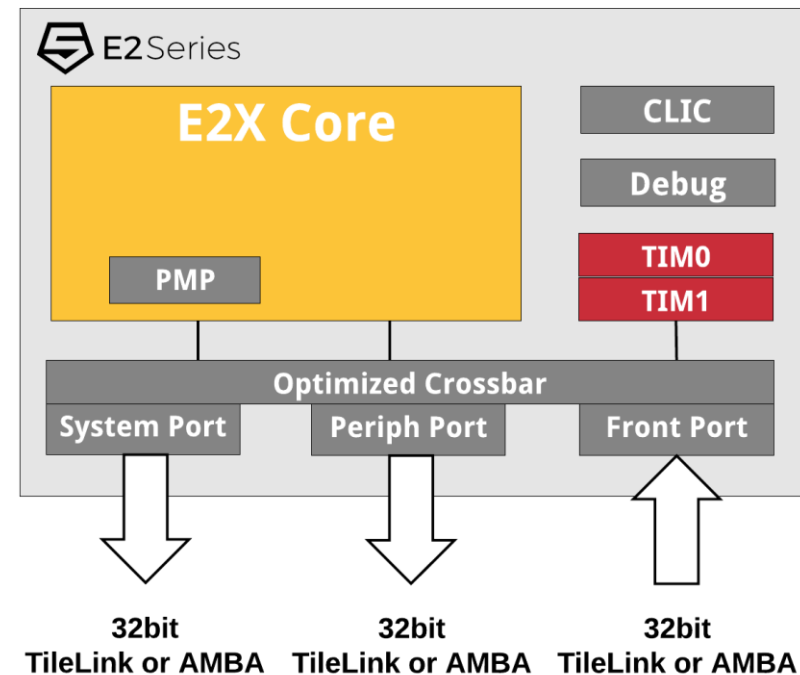 E2Series
E2X Core
CLIC
Debug
PMP
TIM0
TIM1
Optimized Crossbar
System Port
Periph Port
Front Port
32bit
TileLink or AMBA
32bit
TileLink or AMBA
32bit
TileLink or AMBA